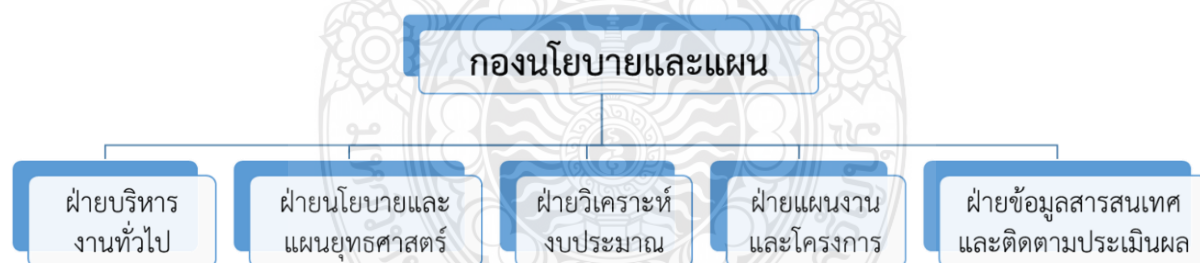 กองนโยบายและแผน
ฝ่ายบริหาร
งานทั่วไป
ฝ่ายนโยบายและ
แผนยุทธศาสตร์
ฝ่ายวิเคราะห์
งบประมาณ
ฝ่ายแผนงาน
และโครงการ
ฝ่ายข้อมูลสารสนเทศ
และติดตามประเมินผล